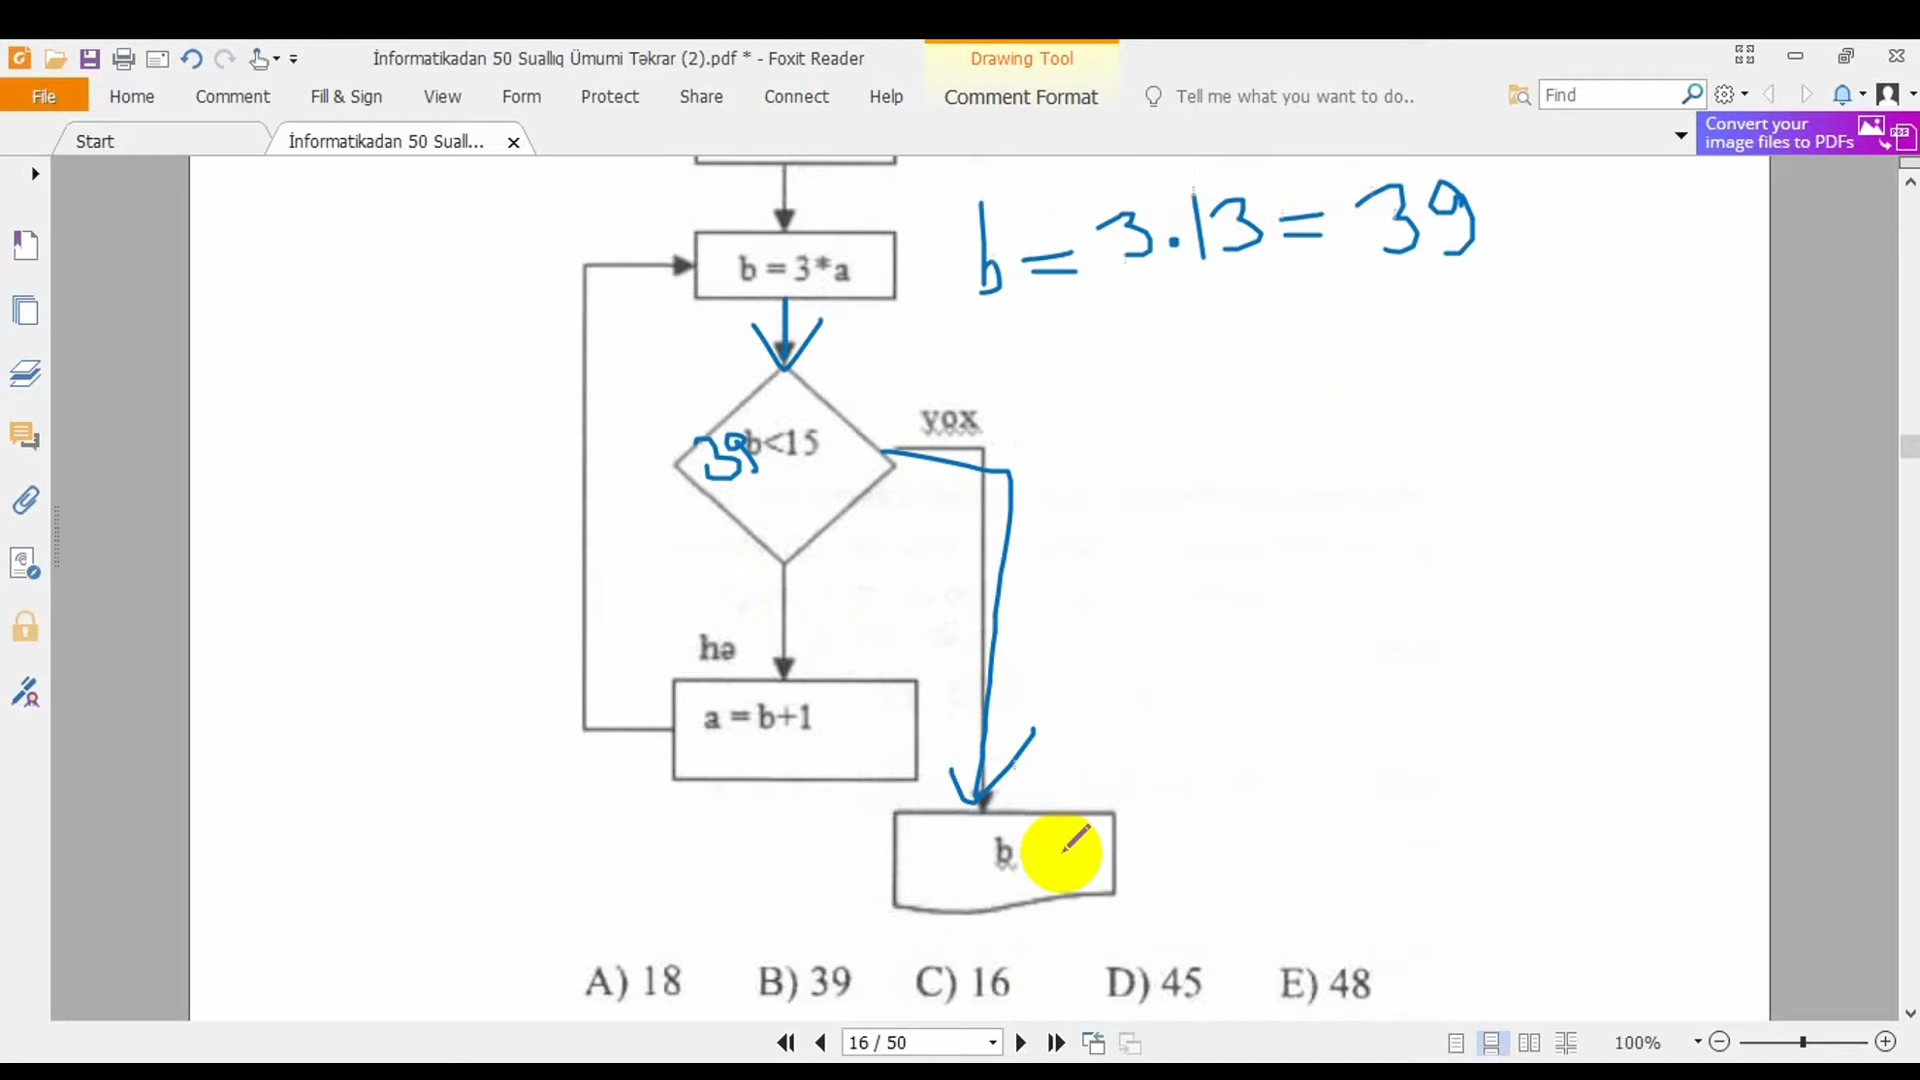 İnformatikadan 50 Suallıq Ümumi Təkrar (2).pdf * - Foxit Reader
Drawing Tool
File Home Comment Fill & Sign View Form Protect Share Connect Help Comment Format Tell me what you want to do.. Find
Start
İnformatikadan 50 Suall...
Convert your
image files to PDFs
b = 3.13 = 39
b = 3*a
yox
39
b<15
hə
a = b+1
b
A) 18 B) 39 C) 16 D) 45 E) 48
16 / 50
100%